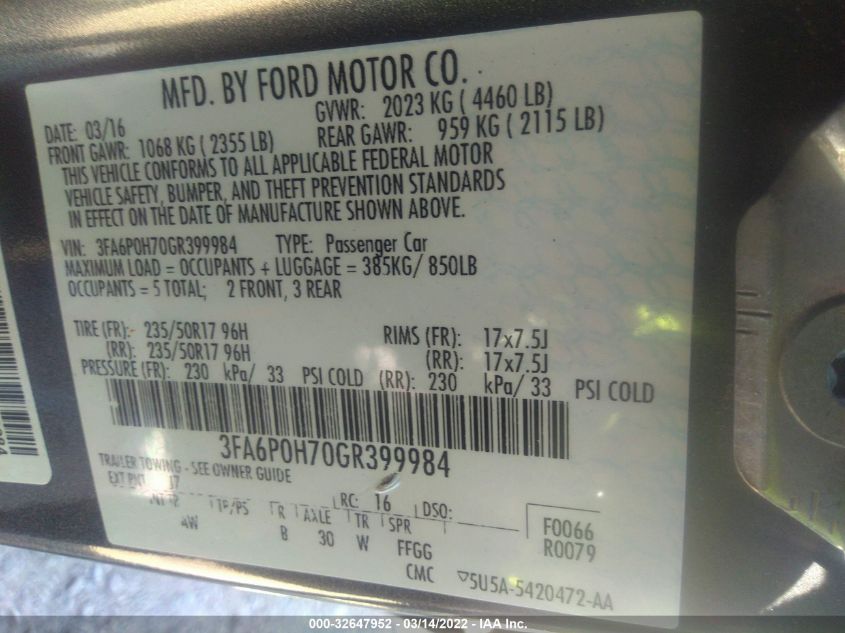 MFD. BY FORD MOTOR CO.
DATE: 03/16 GVWR: 2023 KG ( 4460 LB)
FRONT GAWR: 1068 KG ( 2355 LB) REAR GAWR: 959 KG ( 2115 LB)
THIS VEHICLE CONFORMS TO ALL APPLICABLE FEDERAL MOTOR
VEHICLE SAFETY, BUMPER, AND THEFT PREVENTION STANDARDS
IN EFFECT ON THE DATE OF MANUFACTURE SHOWN ABOVE.
VIN: 3FA6P0H70GR399984 TYPE: Passenger Car
MAXIMUM LOAD = OCCUPANTS + LUGGAGE = 385KG/ 850LB
OCCUPANTS = 5 TOTAL; 2 FRONT, 3 REAR
TIRE (FR): 235/50R17 96H RIMS (FR): 17x7.5J
(RR): 235/50R17 96H (RR): 17x7.5J
PRESSURE (FR): 230 kPa/ 33 PSI COLD (RR): 230 kPa/ 33 PSI COLD
3FA6P0H70GR399984
TRAILER TOWING - SEE OWNER GUIDE
EXT PNT: RC: 16 DSO: F0066
TP/PS R AXLE TR SPR R0079
4W B 30 W FFGG
CMC 5U5A-5420472-AA
000-32647952 - 03/14/2022 - IAA Inc.